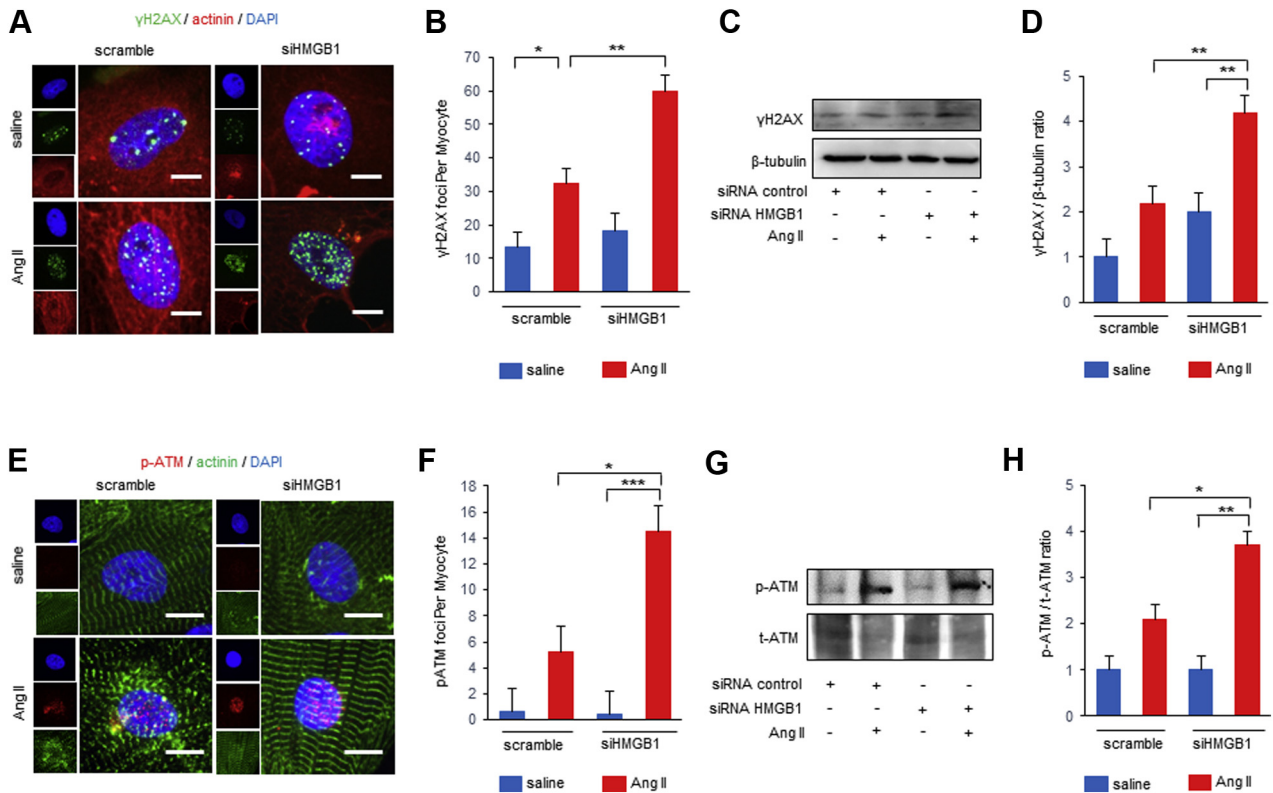 A
γH2AX / actinin / DAPI
scramble
siHMGB1
saline
Ang II
B
γH2AX foci Per Myocyte
70
60
50
40
30
20
10
0
*
**
scramble
siHMGB1
saline
Ang II
C
γH2AX
β-tubulin
siRNA control + + - -
siRNA HMGB1 - - + +
Ang II - + - +
D
γH2AX / β-tubulin ratio
5
4
3
2
1
0
**
**
scramble
siHMGB1
saline
Ang II
E
p-ATM / actinin / DAPI
scramble
siHMGB1
saline
Ang II
F
pATM foci Per Myocyte
18
16
14
12
10
8
6
4
2
0
*
***
scramble
siHMGB1
saline
Ang II
G
p-ATM
t-ATM
siRNA control + + - -
siRNA HMGB1 - - + +
Ang II - + - +
H
p-ATM / t-ATM ratio
5
4
3
2
1
0
*
**
scramble
siHMGB1
saline
Ang II